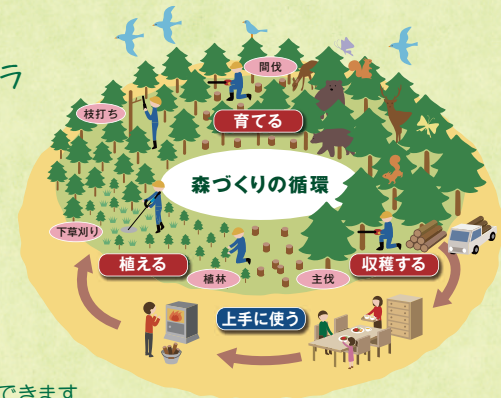 ラ
間伐
枝打ち
育てる
森づくりの循環
下草刈り
植える
植林
主伐
収穫する
上手に使う
できます